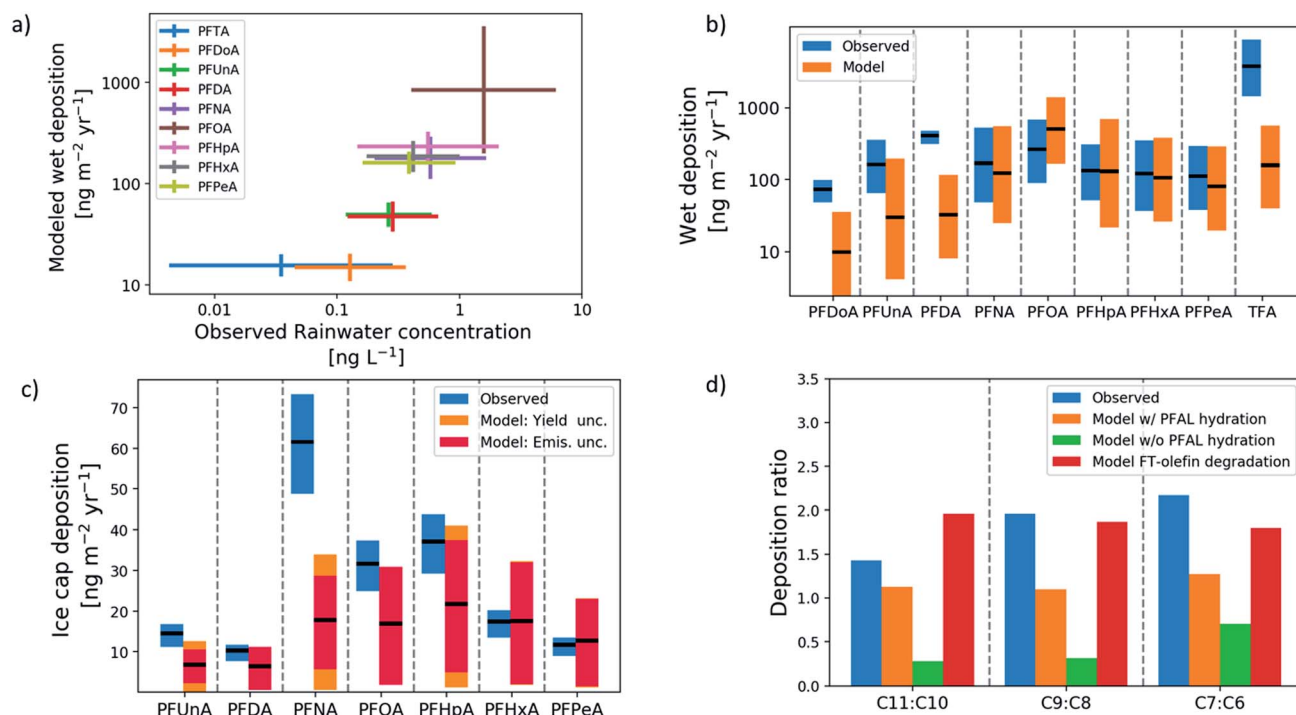 a)
PFTA
PFDoA
PFUnA
PFDA
PFNA
PFOA
PFHpA
PFHxA
PFPeA
Modeled wet deposition
[ng m⁻² yr⁻¹]
1000
100
10
0.01
0.1
1
10
Observed Rainwater concentration
[ng L⁻¹]
b)
Observed
Model
Wet deposition
[ng m⁻² yr⁻¹]
1000
100
10
PFDoA PFUnA PFDA PFNA PFOA PFHpA PFHxA PFPeA TFA
c)
Observed
Model: Yield unc.
Model: Emis. unc.
Ice cap deposition
[ng m⁻² yr⁻¹]
70
60
50
40
30
20
10
PFUnA PFDA PFNA PFOA PFHpA PFHxA PFPeA
d)
Observed
Model w/ PFAL hydration
Model w/o PFAL hydration
Model FT-olefin degradation
Deposition ratio
3.5
3.0
2.5
2.0
1.5
1.0
0.5
0.0
C11:C10 C9:C8 C7:C6